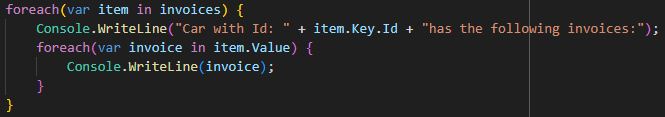 foreach(var item in invoices) {
    Console.WriteLine("Car with Id: " + item.Key.Id + "has the following invoices:");
    foreach(var invoice in item.Value) {
        Console.WriteLine(invoice);
    }
}